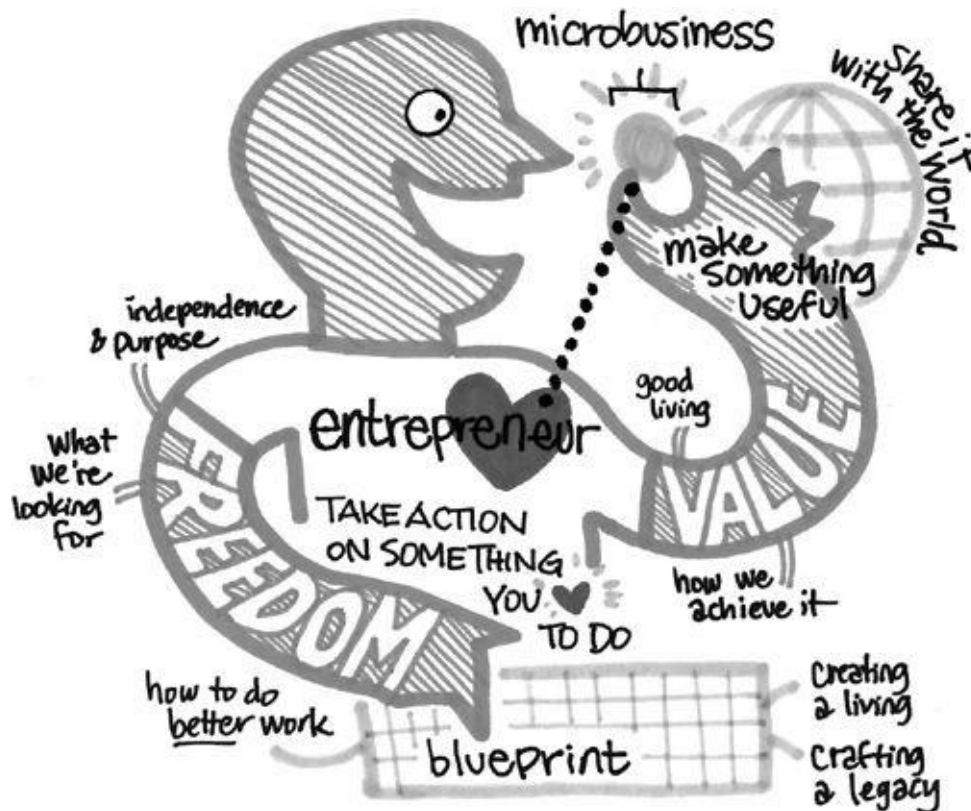 microbusiness
share it
with the world
make
something
useful
independence
& purpose
good
living
entrepreneur
what
we're
looking
for
FREEDOM
VALUE
TAKE ACTION
ON SOMETHING
YOU ♥
TO DO
how we
achieve it
how to do
better work
blueprint
creating
a living
crafting
a legacy